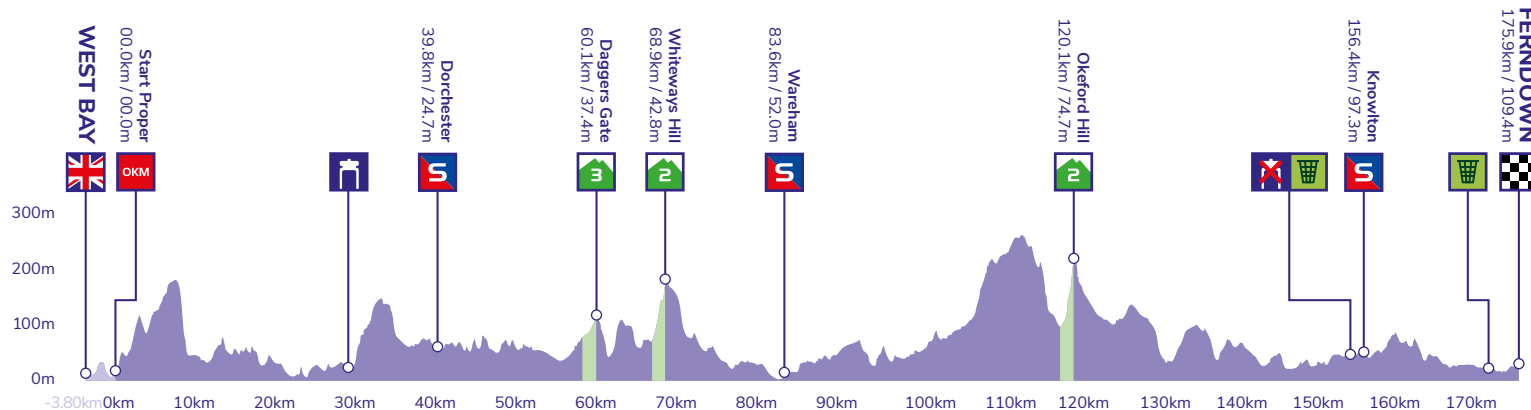 WEST BAY
Start Proper
00.0km / 00.0m
Dorchester
39.8km / 24.7m
Daggers Gate
60.1km / 37.4m
Whiteways Hill
68.9km / 42.8m
Wareham
83.6km / 52.0m
Okeford Hill
120.1km / 74.7m
Knowlton
156.4km / 97.3m
FERNDOWN
175.9km / 109.4m
0KM
S
3
2
S
2
S
300m
200m
100m
0m
-3.80km 0km 10km 20km 30km 40km 50km 60km 70km 80km 90km 100km 110km 120km 130km 140km 150km 160km 170km